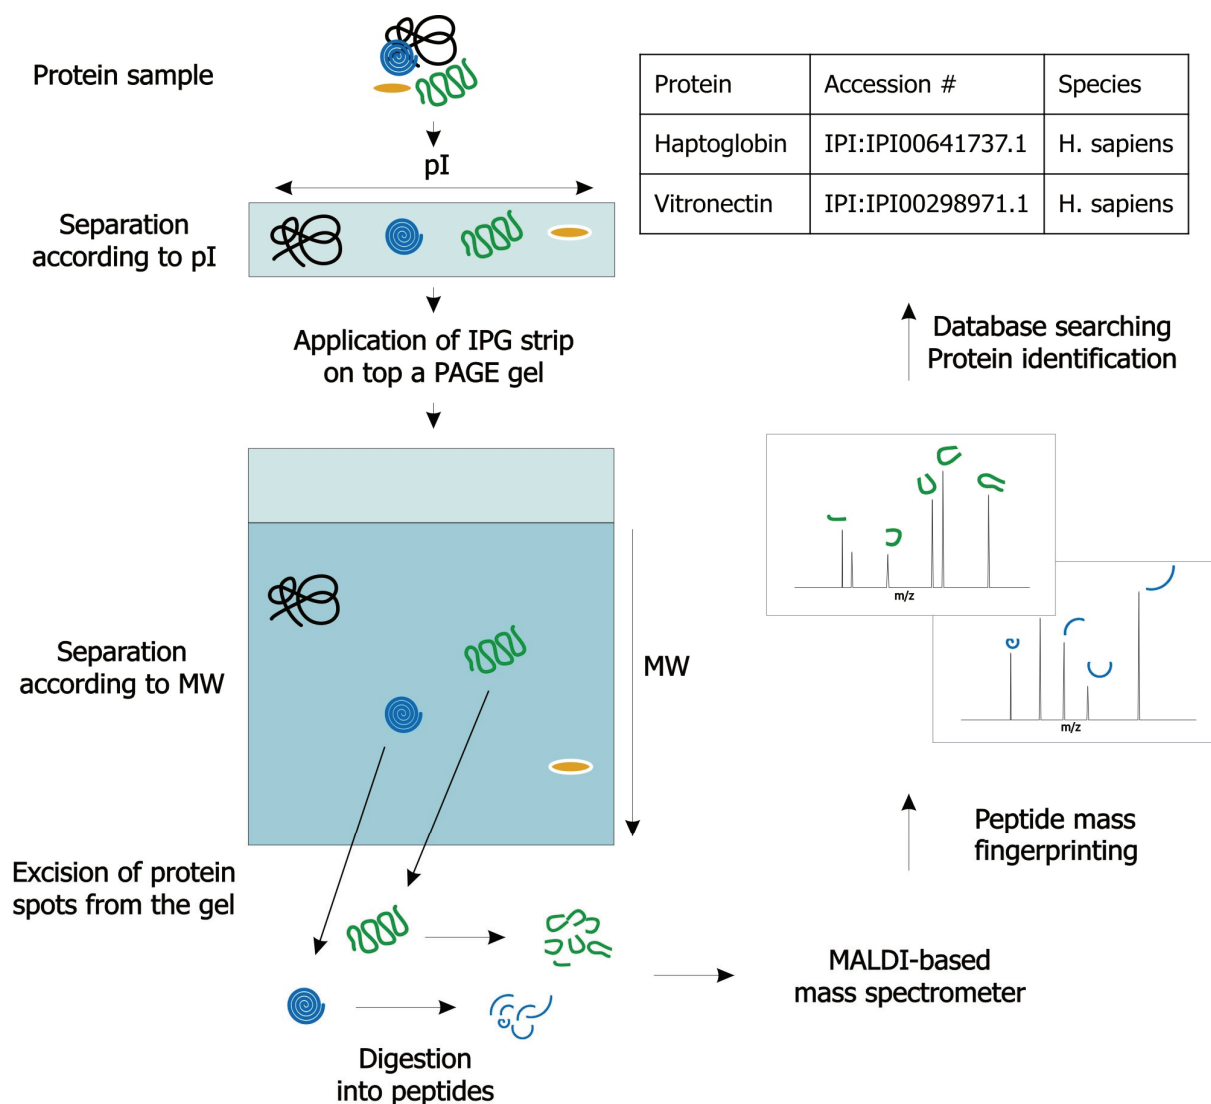 Protein sample
pI
Separation
according to pI
Application of IPG strip
on top a PAGE gel
Separation
according to MW
MW
Excision of protein
spots from the gel
Digestion
into peptides
MALDI-based
mass spectrometer
Peptide mass
fingerprinting
m/z
m/z
Database searching
Protein identification
Protein Accession # Species
Haptoglobin IPI:IPI00641737.1 H. sapiens
Vitronectin IPI:IPI00298971.1 H. sapiens